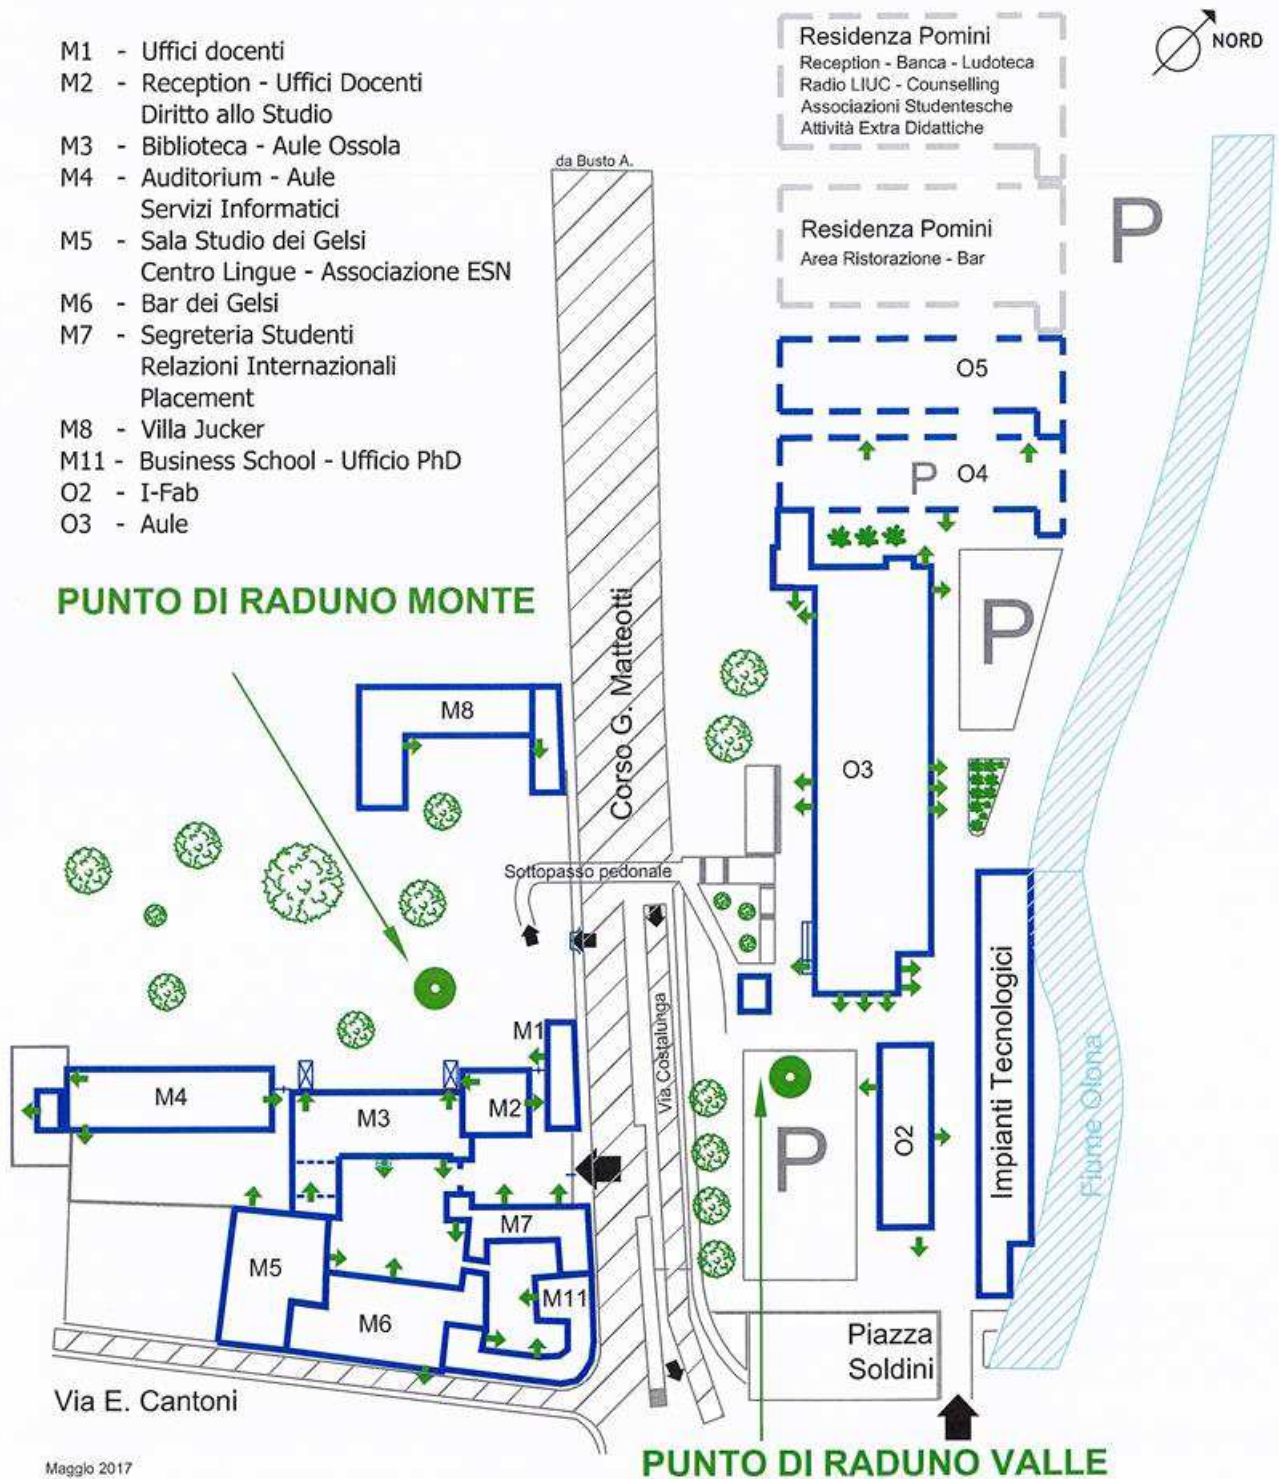 M1 - Uffici docenti
M2 - Reception - Uffici Docenti
Diritto allo Studio
M3 - Biblioteca - Aule Ossola
M4 - Auditorium - Aule
Servizi Informatici
M5 - Sala Studio dei Gelsi
Centro Lingue - Associazione ESN
M6 - Bar dei Gelsi
M7 - Segreteria Studenti
Relazioni Internazionali
Placement
M8 - Villa Jucker
M11 - Business School - Ufficio PhD
O2 - I-Fab
O3 - Aule
PUNTO DI RADUNO MONTE
da Busto A.
Residenza Pomini
Reception - Banca - Ludoteca
Radio LIUC - Counselling
Associazioni Studentesche
Attività Extra Didattiche
NORD
Residenza Pomini
Area Ristorazione - Bar
P
O5
P O4
P
Corso G. Matteotti
M8
O3
Sottopasso pedonale
Via Costalunga
Impianti Tecnologici
Fiume Olona
M1
M4
M3
M2
O2
P
M7
M5
M11
M6
Piazza
Soldini
Via E. Cantoni
PUNTO DI RADUNO VALLE
Maggio 2017